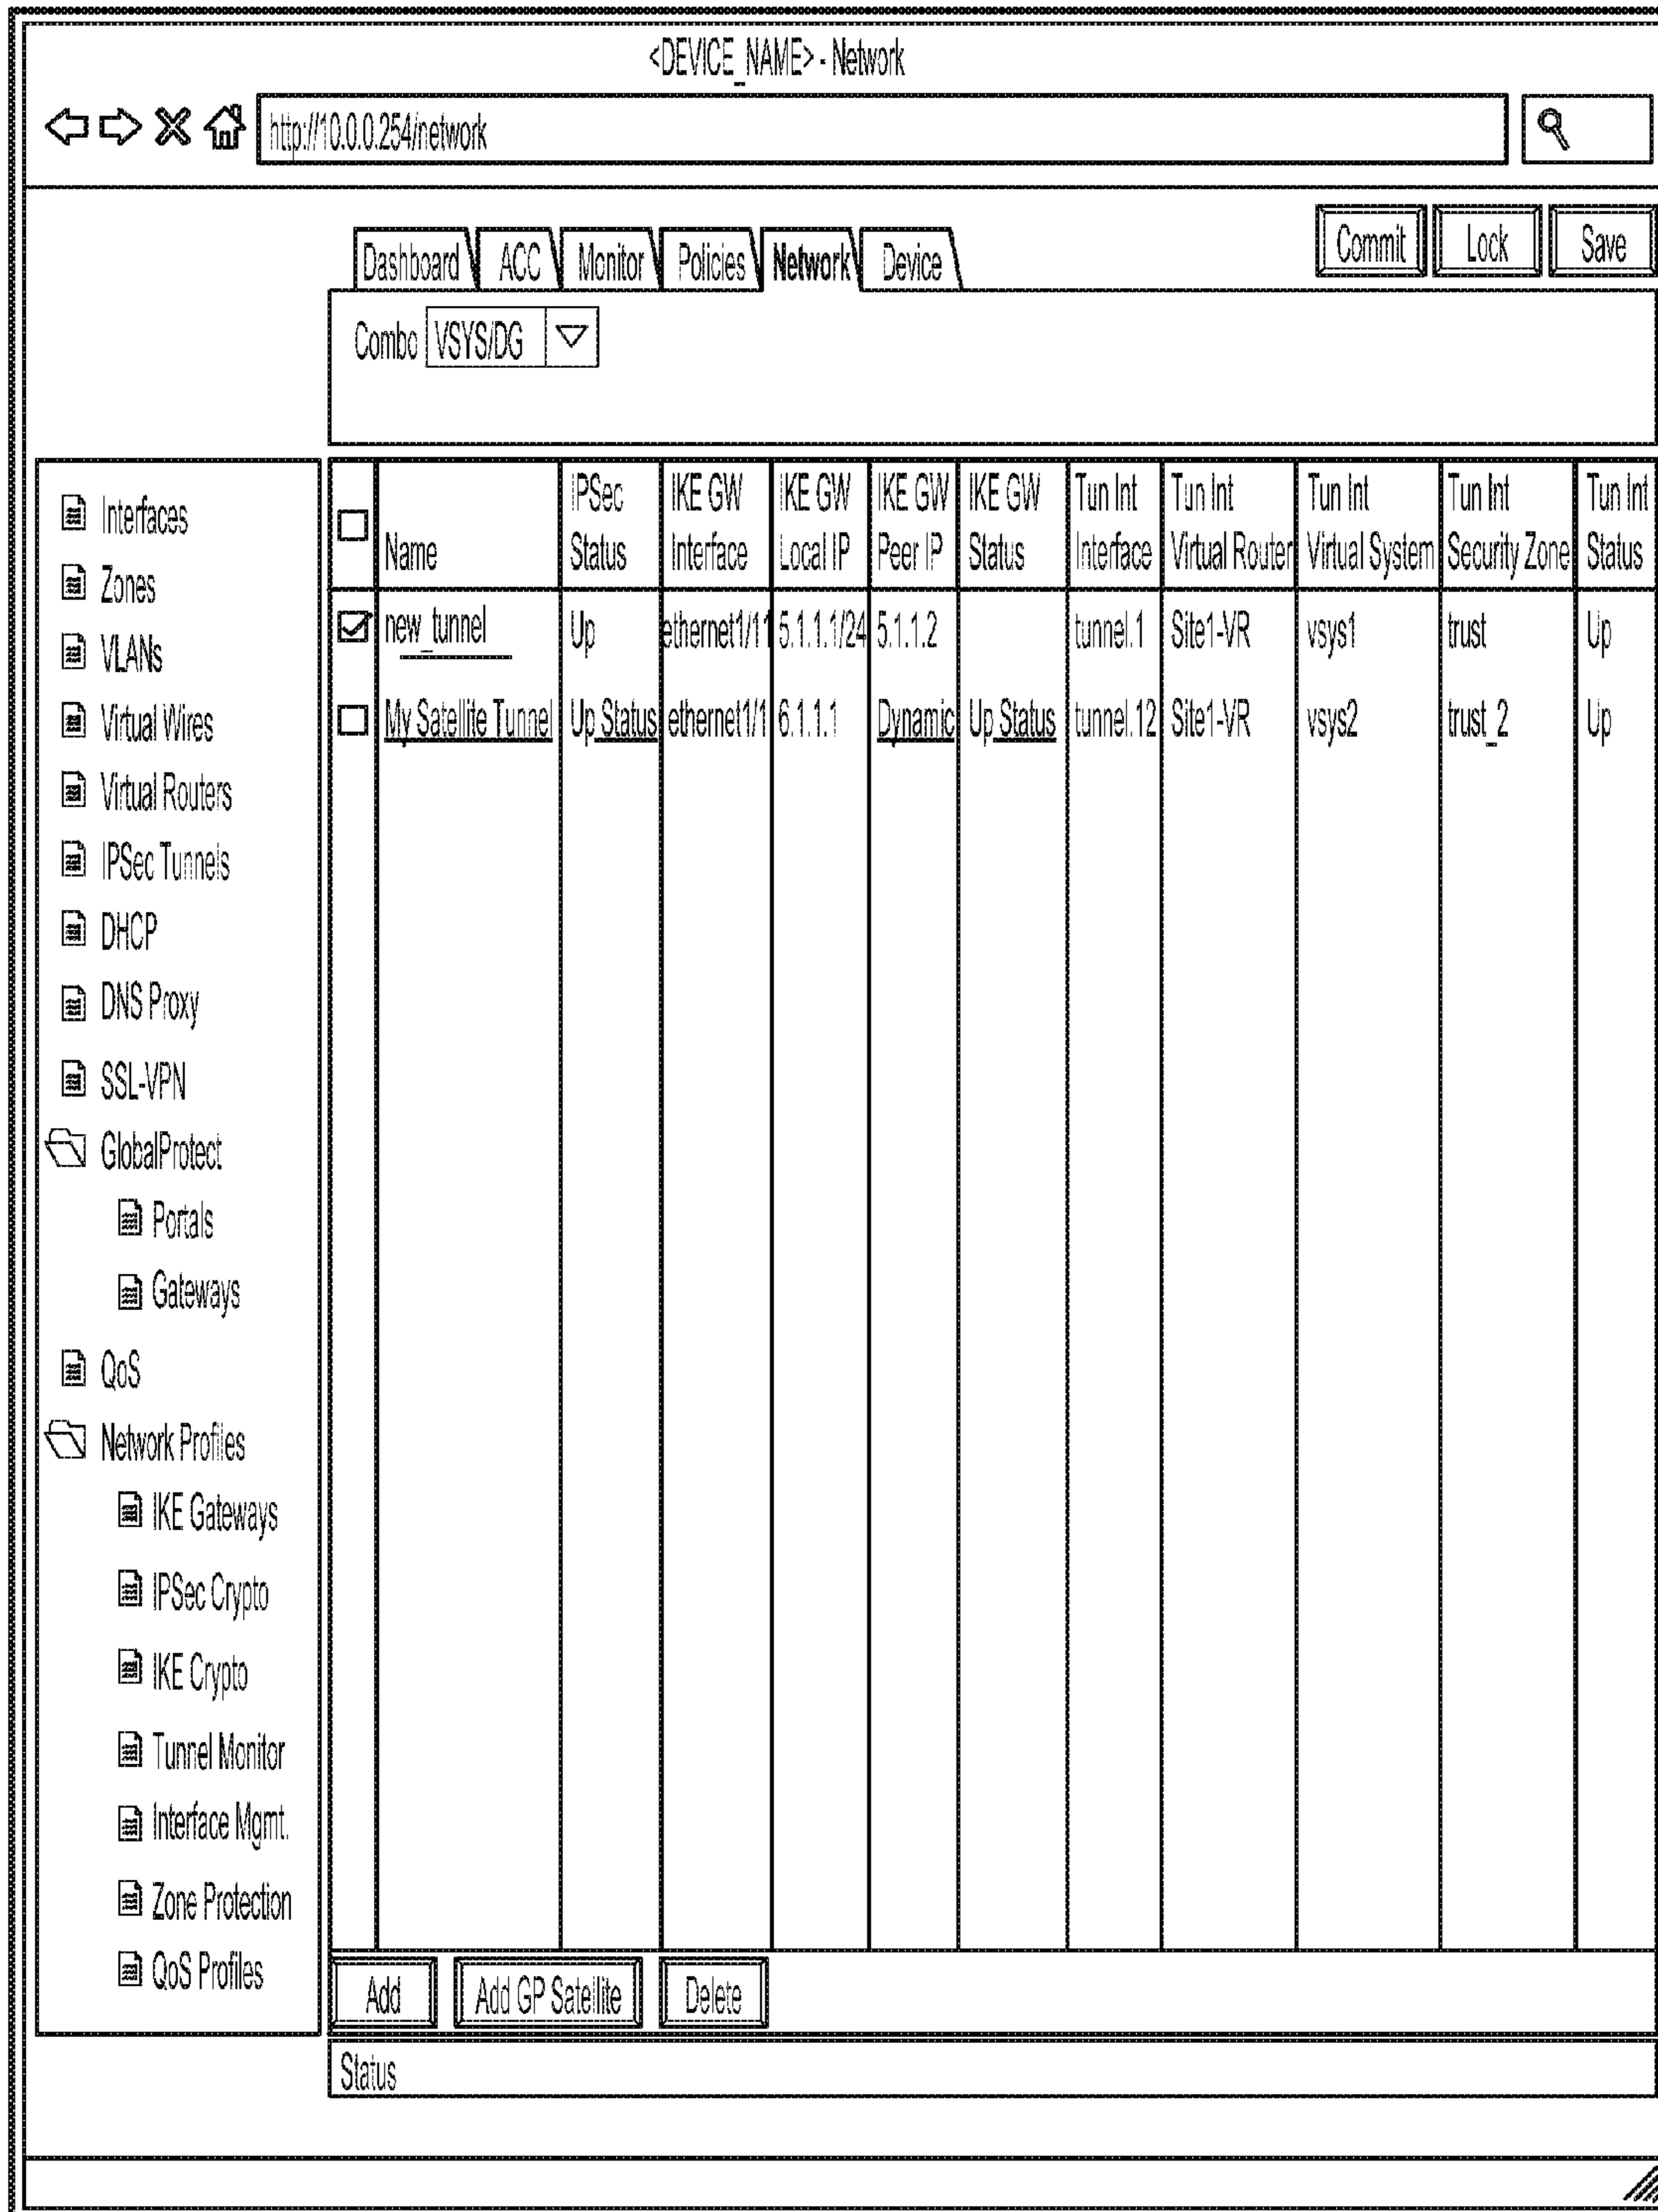 <DEVICE_NAME> - Network
http://10.0.0.254/network
Commit Lock Save
Dashboard ACC Monitor Policies Network Device
Combo VSYS/DG
Interfaces
Zones
VLANs
Virtual Wires
Virtual Routers
IPSec Tunnels
DHCP
DNS Proxy
SSL-VPN
GlobalProtect
Portals
Gateways
QoS
Network Profiles
IKE Gateways
IPSec Crypto
IKE Crypto
Tunnel Monitor
Interface Mgmt.
Zone Protection
QoS Profiles
Name IPSec Status IKE GW Interface IKE GW Local IP IKE GW Peer IP IKE GW Status Tun Int Interface Tun Int Virtual Router Tun Int Virtual System Tun Int Security Zone Tun Int Status
new_tunnel Up ethernet1/11 5.1.1.1/24 5.1.1.2 tunnel.1 Site1-VR vsys1 trust Up
My Satellite Tunnel Up Status ethernet1/1 6.1.1.1 Dynamic Up Status tunnel.12 Site1-VR vsys2 trust_2 Up
Add Add GP Satellite Delete
Status